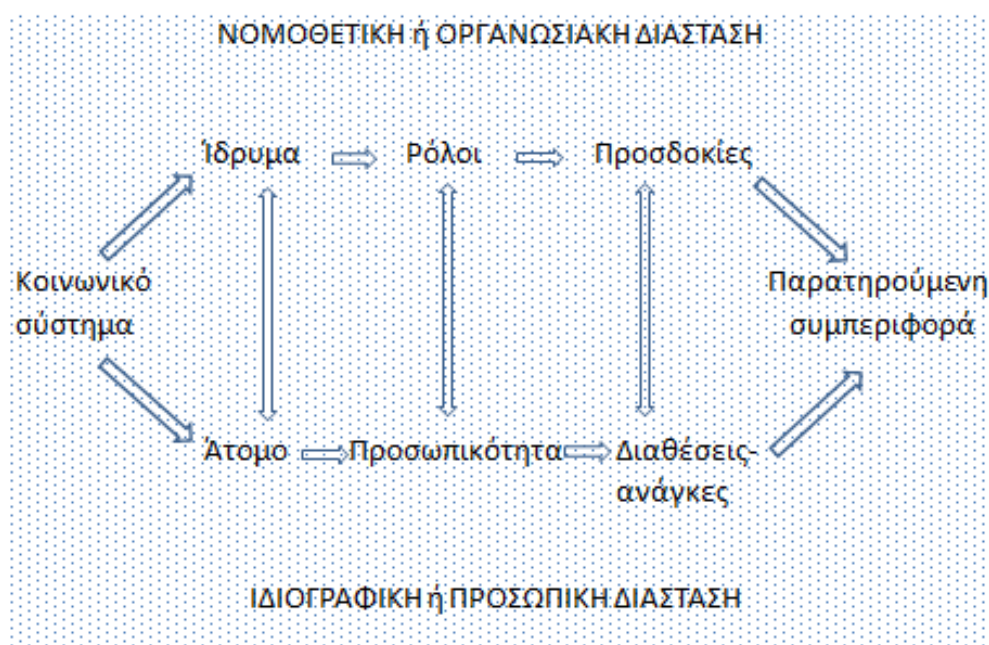 ΝΟΜΟΘΕΤΙΚΗ ή ΟΡΓΑΝΩΣΙΑΚΗ ΔΙΑΣΤΑΣΗ
Ίδρυμα Ρόλοι Προσδοκίες
Κοινωνικό
σύστημα
Παρατηρούμενη
συμπεριφορά
Άτομο Προσωπικότητα Διαθέσεις-
ανάγκες
ΙΔΙΟΓΡΑΦΙΚΗ ή ΠΡΟΣΩΠΙΚΗ ΔΙΑΣΤΑΣΗ